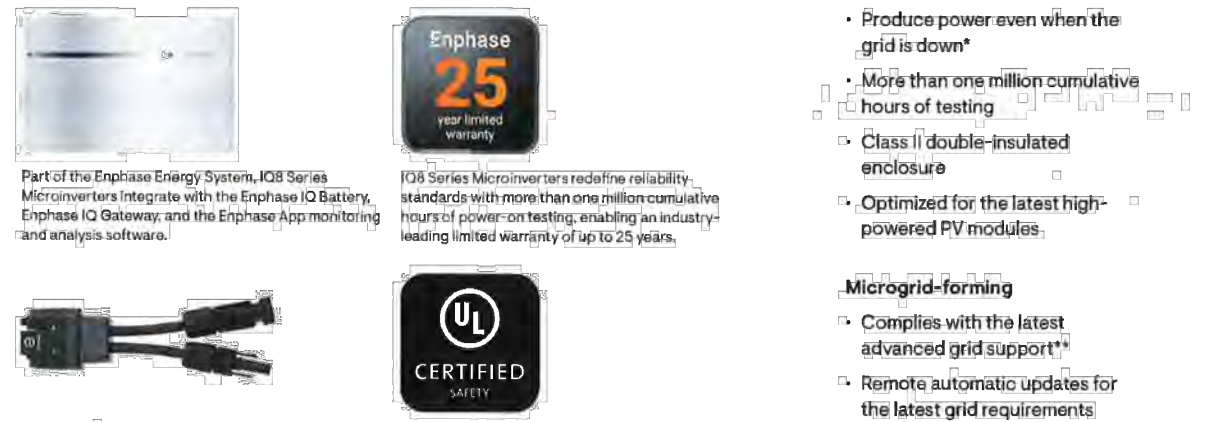 Enphase
25
year limited
warranty
Part of the Enphase Energy System, IQ8 Series
Microinverters integrate with the Enphase IQ Battery,
Enphase IQ Gateway, and the Enphase App monitoring
and analysis software.
IQ8 Series Microinverters redefine reliability
standards with more than one million cumulative
hours of power-on testing, enabling an industry-
leading limited warranty of up to 25 years.
UL
CERTIFIED
SAFETY
• Produce power even when the
grid is down*
• More than one million cumulative
hours of testing
• Class II double-insulated
enclosure
• Optimized for the latest high-
powered PV modules
Microgrid-forming
• Complies with the latest
advanced grid support**
• Remote automatic updates for
the latest grid requirements